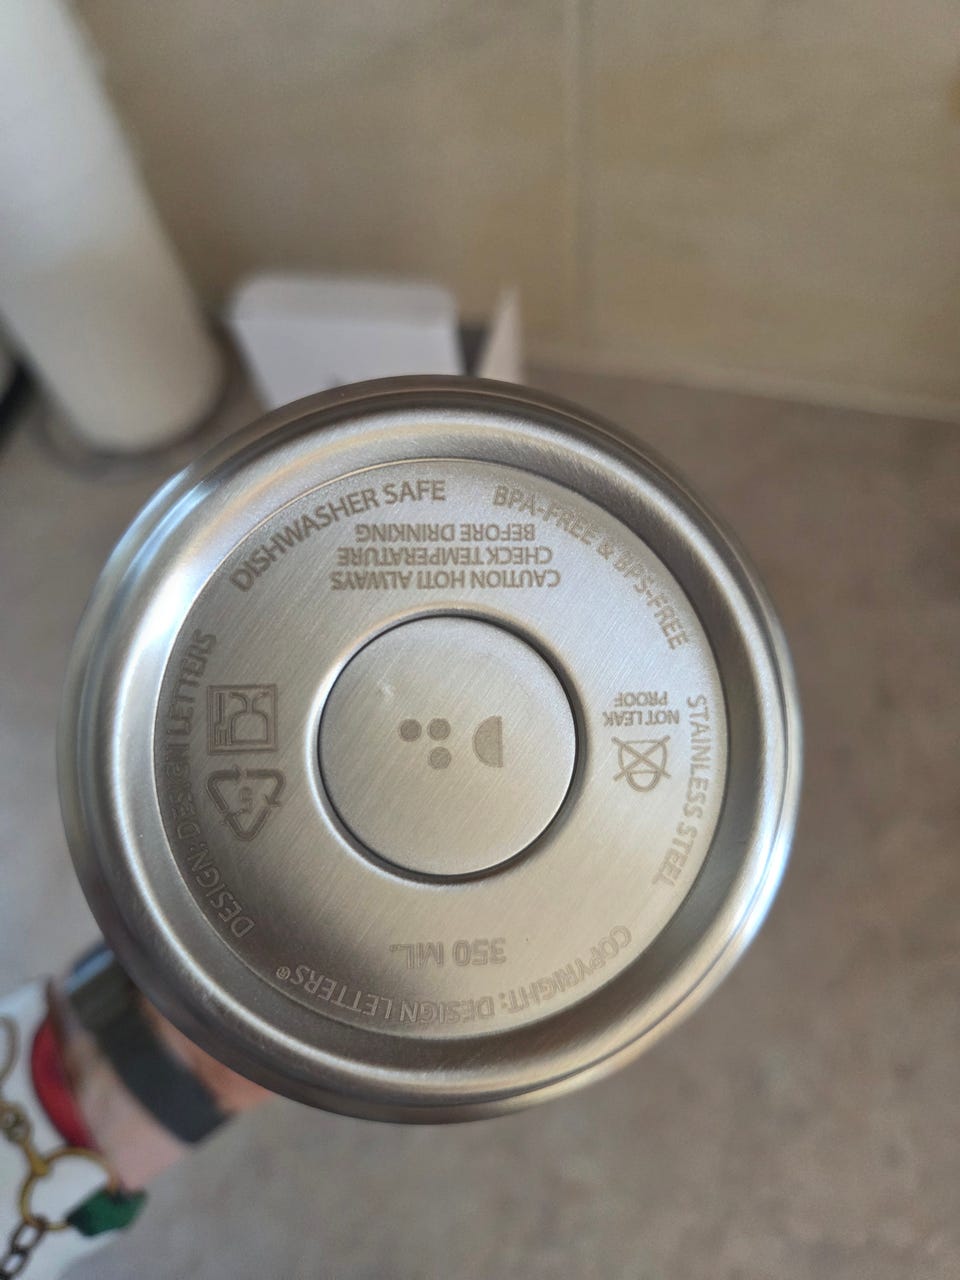 DISHWASHER SAFE
BPA-FREE & BPS-FREE
STAINLESS STEEL
COPYRIGHT: DESIGN LETTERS®
DESIGN: DESIGN LETTERS
CAUTION HOT! ALWAYS
CHECK TEMPERATURE
BEFORE DRINKING
NOT LEAK
PROOF
350 ML.